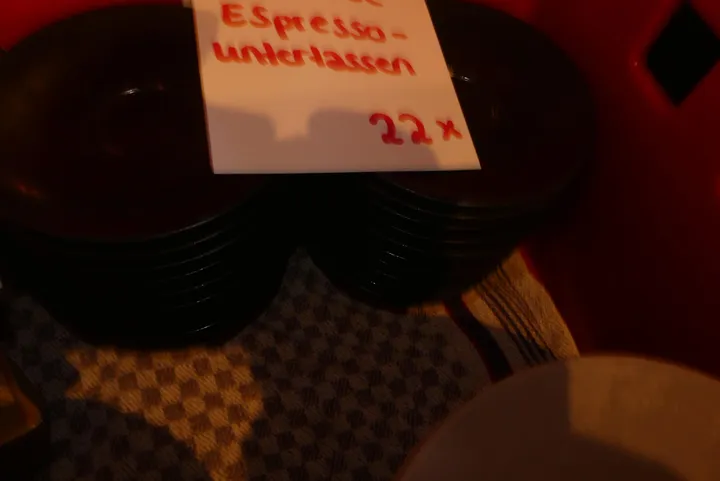 Espresso-
untertassen
22x